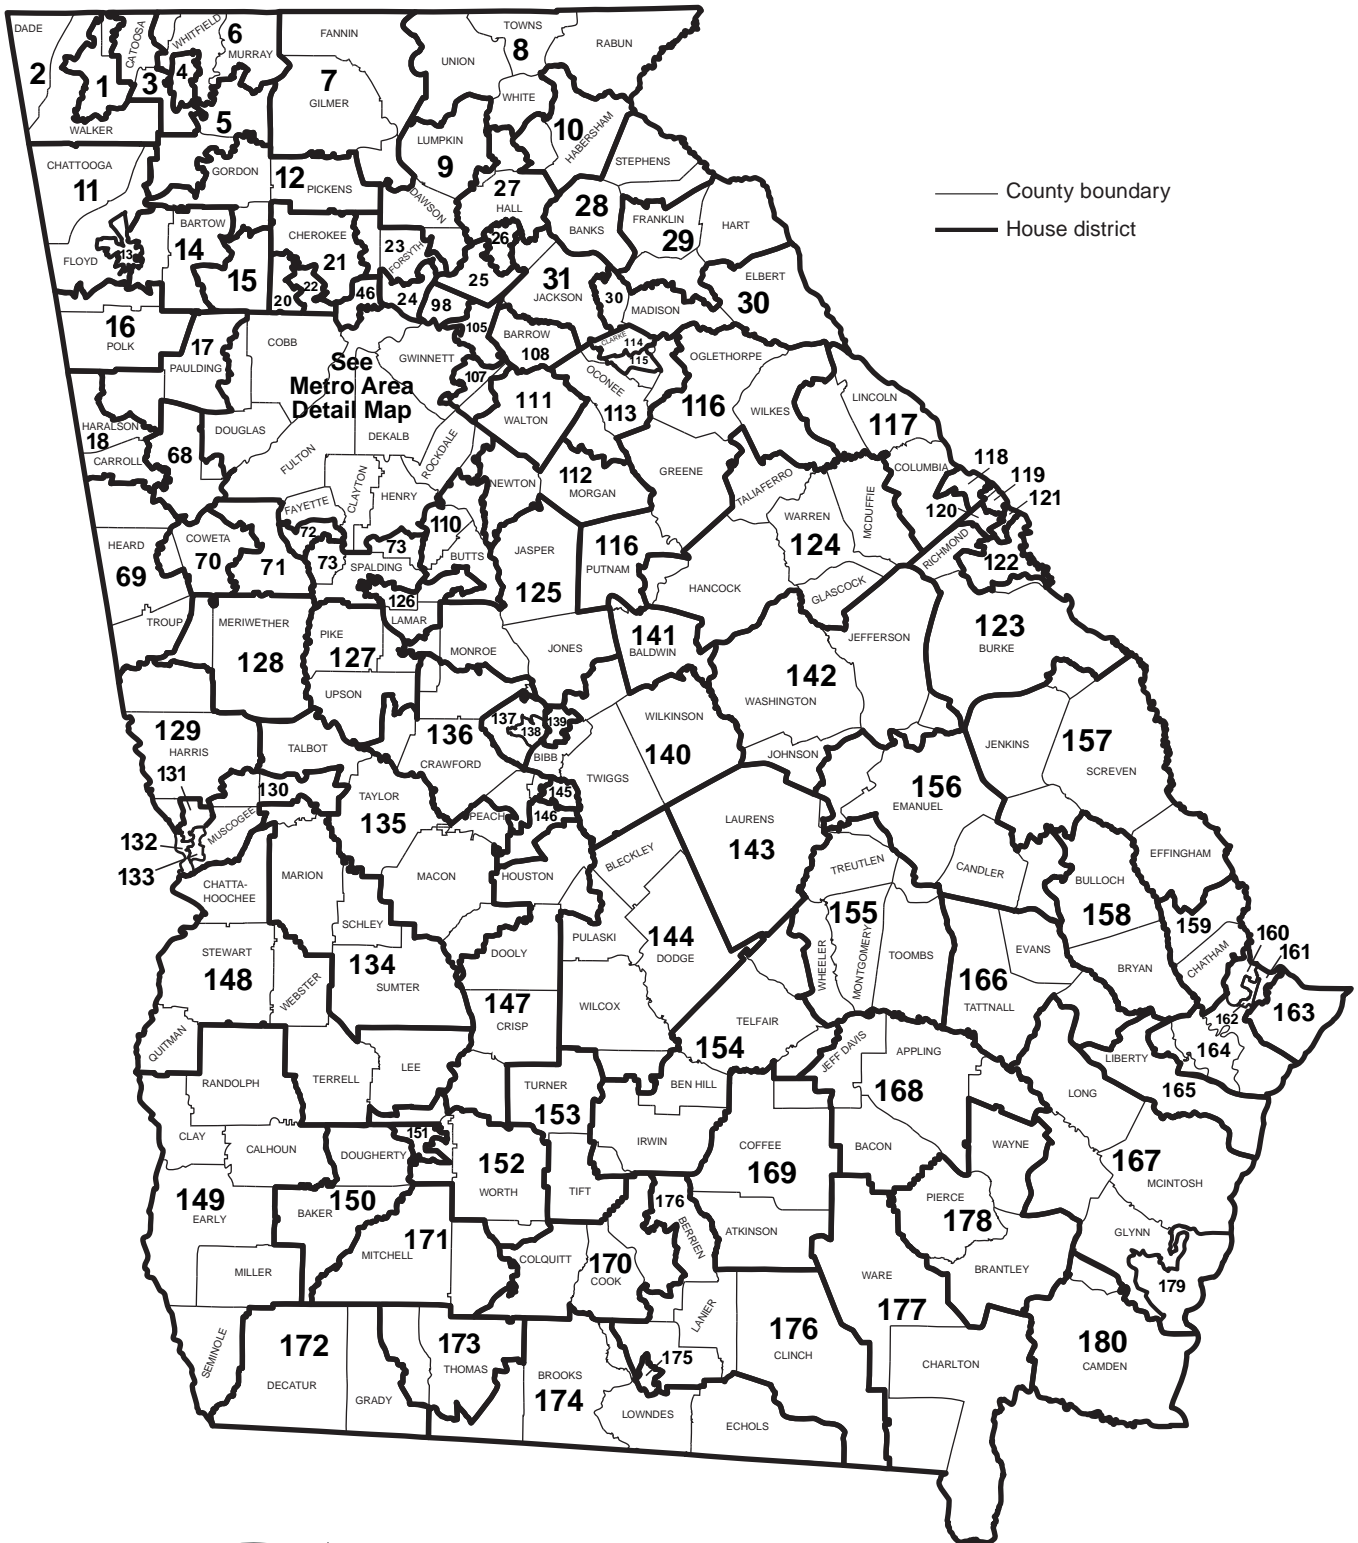 DADE
CATOOSA
WHITFIELD
6
MURRAY
FANNIN
TOWNS
8
RABUN
UNION
2
1
3
4
7
GILMER
WHITE
5
WALKER
LUMPKIN
9
10
HABERSHAM
STEPHENS
CHATTOOGA
11
GORDON
12
PICKENS
DAWSON
27
HALL
28
BANKS
FRANKLIN
29
HART
County boundary
House district
FLOYD
13
BARTOW
14
15
CHEROKEE
21
20
22
23
FORSYTH
46
24
98
25
26
31
JACKSON
30
MADISON
ELBERT
30
16
POLK
17
PAULDING
COBB
See
Metro Area
Detail Map
GWINNETT
105
107
BARROW
108
CLARKE
114
115
OCONEE
113
OGLETHORPE
116
WILKES
LINCOLN
117
HARALSON
18
CARROLL
68
DOUGLAS
FULTON
DEKALB
ROCKDALE
111
WALTON
NEWTON
112
MORGAN
GREENE
TALIAFERRO
COLUMBIA
118
119
120
121
CLAYTON
FAYETTE
HENRY
72
73
73
SPALDING
110
BUTTS
JASPER
125
116
PUTNAM
WARREN
124
MCDUFFIE
RICHMOND
122
GLASCOCK
HANCOCK
HEARD
69
COWETA
70
71
126
LAMAR
TROUP
MERIWETHER
128
PIKE
127
UPSON
MONROE
JONES
141
BALDWIN
JEFFERSON
123
BURKE
142
WASHINGTON
129
HARRIS
131
TALBOT
136
CRAWFORD
137
138
139
BIBB
WILKINSON
140
TWIGGS
JOHNSON
JENKINS
157
SCREVEN
130
MUSCOGEE
132
133
TAYLOR
135
PEACH
145
146
LAURENS
143
156
EMANUEL
CHATTA-
HOOCHEE
MARION
MACON
HOUSTON
BLECKLEY
TREUTLEN
CANDLER
BULLOCH
158
EFFINGHAM
SCHLEY
STEWART
148
WEBSTER
134
SUMTER
DOOLY
147
CRISP
PULASKI
WILCOX
144
DODGE
155
WHEELER
MONTGOMERY
TOOMBS
166
TATTNALL
EVANS
BRYAN
159
CHATHAM
160
161
162
163
164
QUITMAN
RANDOLPH
TERRELL
LEE
TURNER
153
154
TELFAIR
BEN HILL
JEFF DAVIS
APPLING
168
LIBERTY
165
LONG
CLAY
CALHOUN
DOUGHERTY
151
152
WORTH
TIFT
IRWIN
COFFEE
169
BACON
WAYNE
167
MCINTOSH
149
EARLY
BAKER
150
MITCHELL
171
COLQUITT
170
COOK
176
BERRIEN
ATKINSON
PIERCE
178
GLYNN
MILLER
WARE
177
BRANTLEY
179
SEMINOLE
172
DECATUR
GRADY
173
THOMAS
BROOKS
174
175
LOWNDES
LANIER
176
CLINCH
ECHOLS
CHARLTON
180
CAMDEN